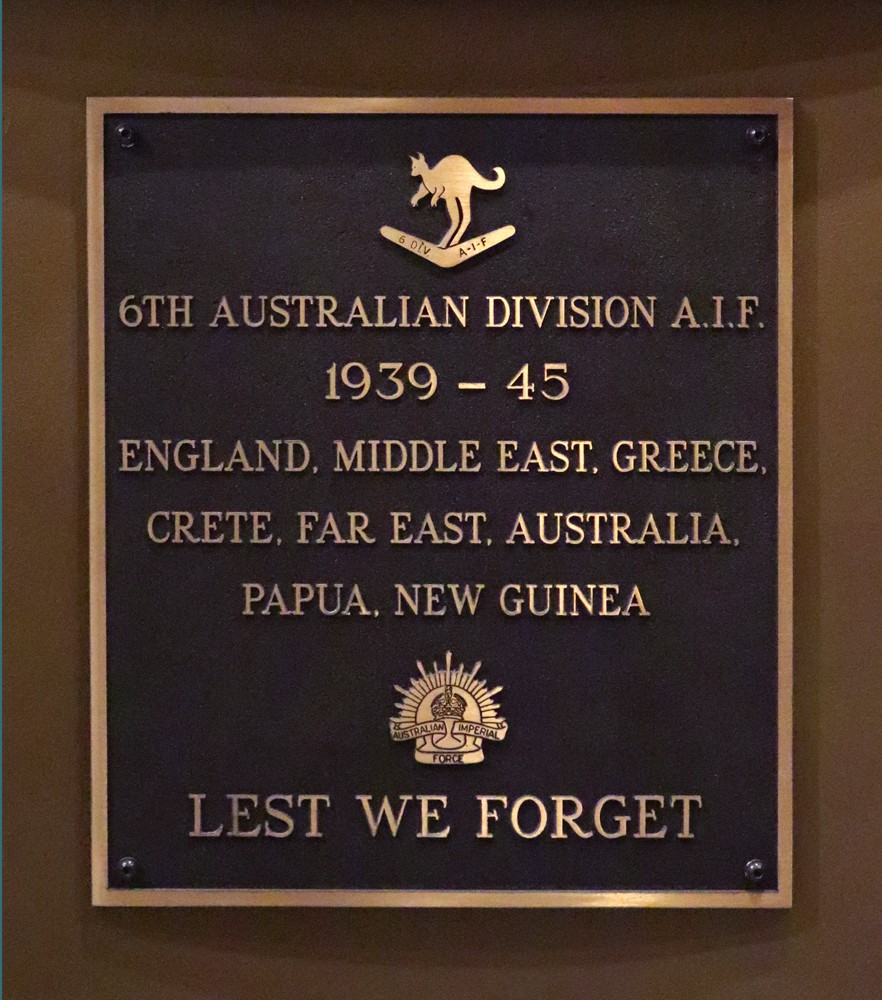 6 DIV. A-I-F
6TH AUSTRALIAN DIVISION A.I.F.
1939 – 45
ENGLAND, MIDDLE EAST, GREECE,
CRETE, FAR EAST, AUSTRALIA,
PAPUA, NEW GUINEA
AUSTRALIAN IMPERIAL
FORCE
LEST WE FORGET